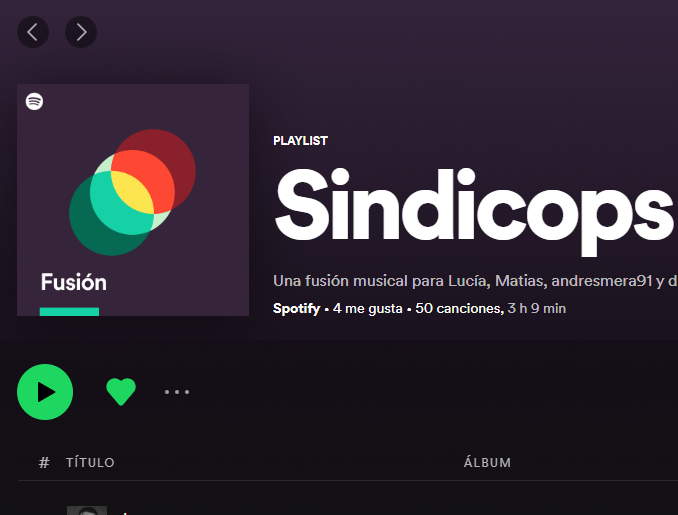 PLAYLIST
Sindicops
Fusión
Una fusión musical para Lucía, Matias, andresmera91 y d
Spotify • 4 me gusta • 50 canciones, 3 h 9 min
# TÍTULO ÁLBUM